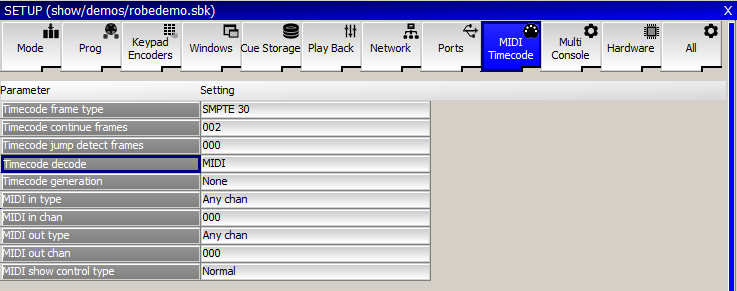 SETUP (show/demos/robedemo.sbk) X
Mode
Prog
Keypad
Encoders
Windows
Cue Storage
Play Back
Network
Ports
MIDI
Timecode
Multi
Console
Hardware
All
Parameter Setting
Timecode frame type SMPTE 30
Timecode continue frames 002
Timecode jump detect frames 000
Timecode decode MIDI
Timecode generation None
MIDI in type Any chan
MIDI in chan 000
MIDI out type Any chan
MIDI out chan 000
MIDI show control type Normal